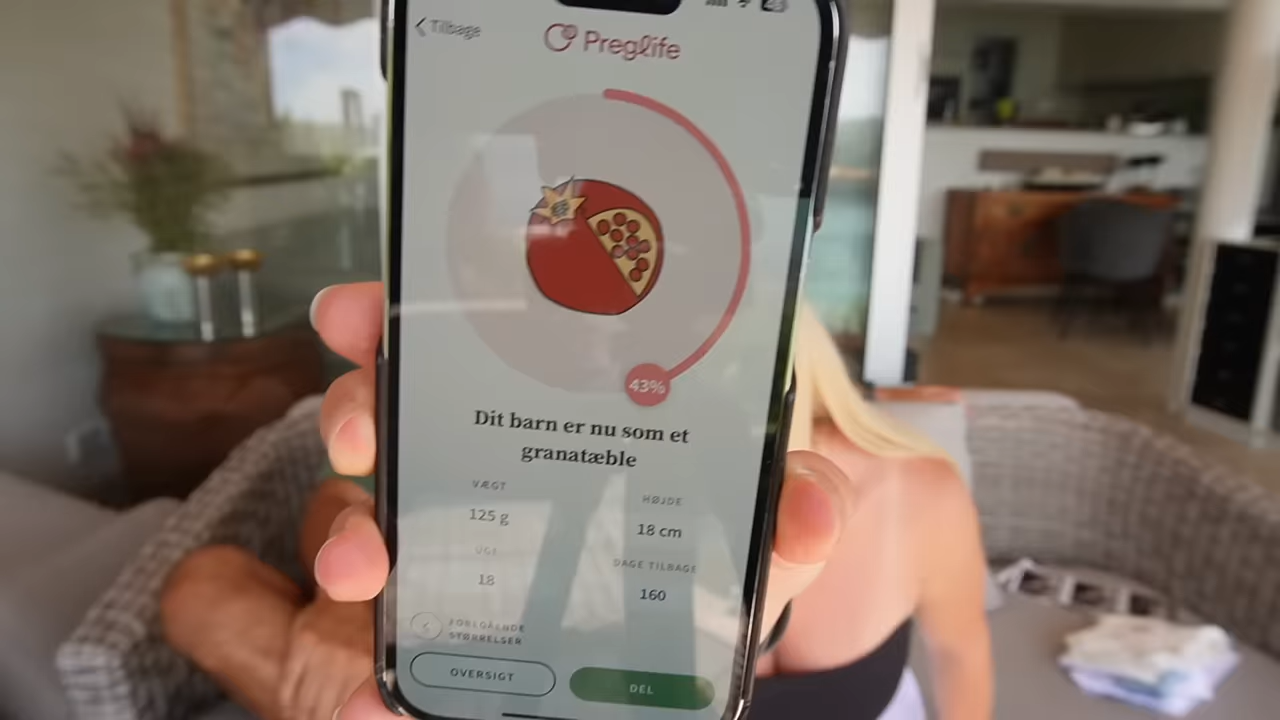 Tilbage
Preglife
43%
Dit barn er nu som et
granatæble
VÆGT
HØJDE
125 g
18 cm
UGE
DAGE TILBAGE
18
160
FOREGÅENDE
STØRRELSER
OVERSIGT
DEL